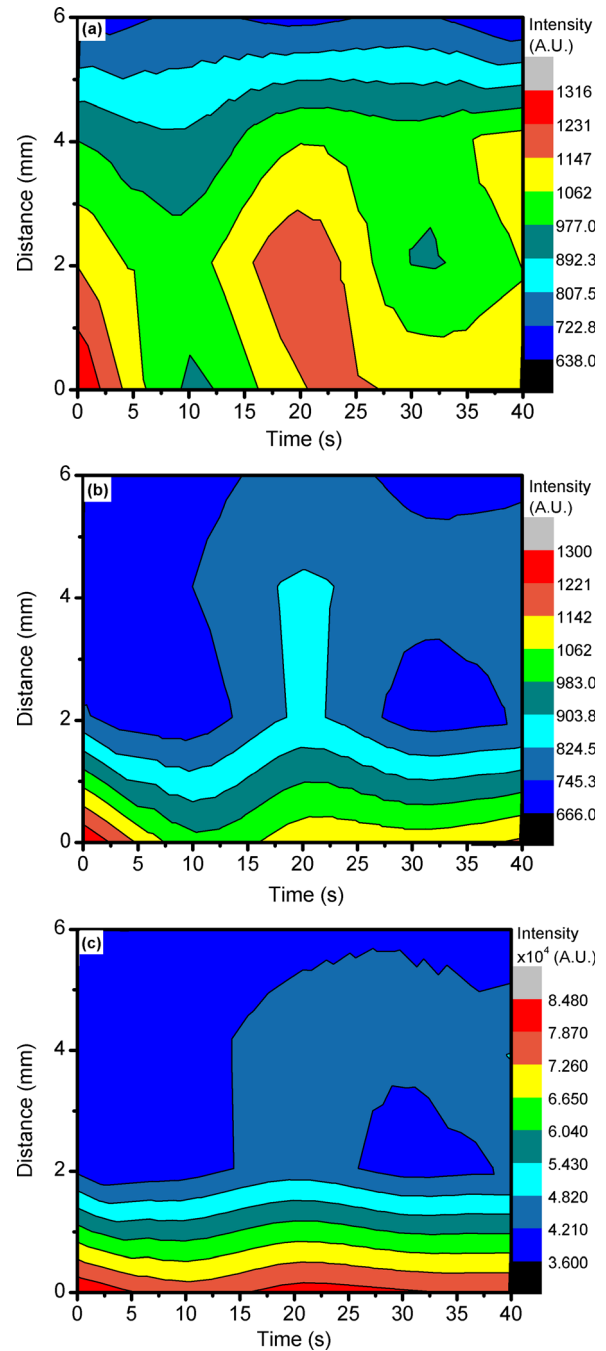 (a)
Intensity
(A.U.)
1316
1231
1147
1062
977.0
892.3
807.5
722.8
638.0
6
4
2
0
Distance (mm)
0 5 10 15 20 25 30 35 40
Time (s)
(b)
Intensity
(A.U.)
1300
1221
1142
1062
983.0
903.8
824.5
745.3
666.0
6
4
2
0
Distance (mm)
0 5 10 15 20 25 30 35 40
Time (s)
(c)
Intensity
x10⁴ (A.U.)
8.480
7.870
7.260
6.650
6.040
5.430
4.820
4.210
3.600
6
4
2
0
Distance (mm)
0 5 10 15 20 25 30 35 40
Time (s)